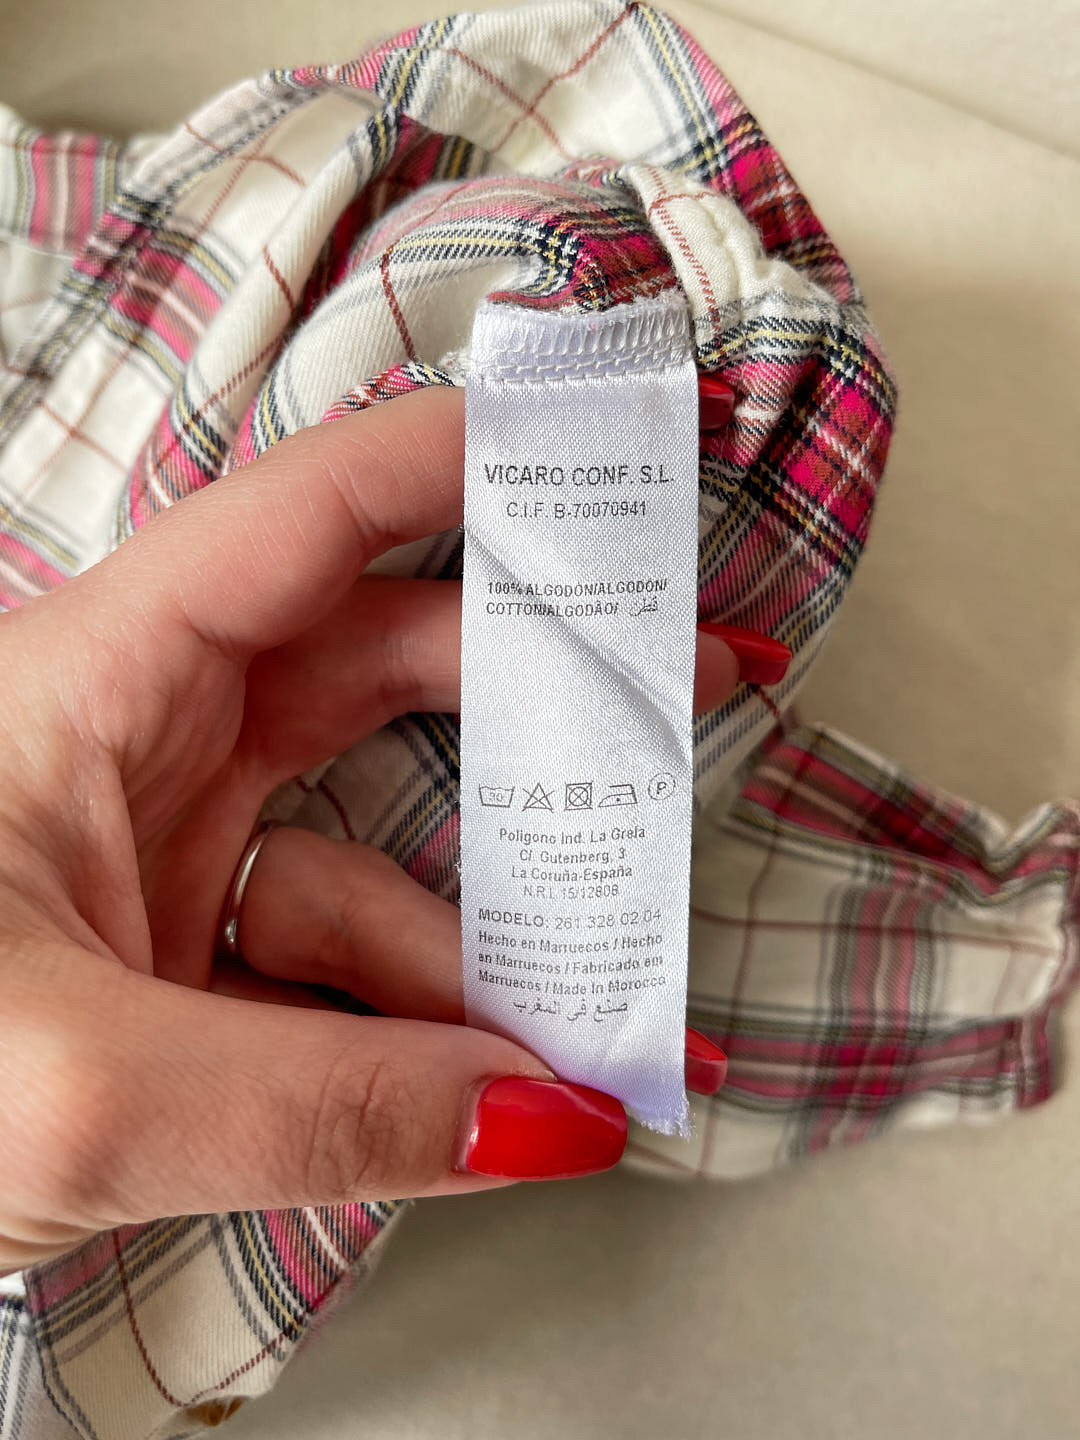 VICARO CONF. S.L.
C.I.F. B-70070941
100% ALGODÓN/ALGODÓN/
COTTON/ALGODÃO/ قطن
30
P
Poligono Ind. La Grela
C/ Gutenberg, 3
La Coruña-España
N.R.I. 15/12808
MODELO: 261 328 02 04
Hecho en Marruecos / Hecho
en Marruecos / Fabricado em
Marruecos / Made in Morocco
صنع في المغرب